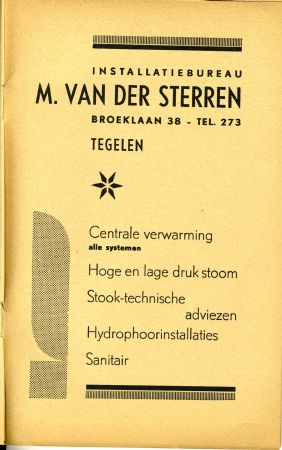 INSTALLATIEBUREAU
M. VAN DER STERREN
BROEKLAAN 38 - TEL. 273
TEGELEN
Centrale verwarming
alle systemen
Hoge en lage druk stoom
Stook-technische
adviezen
Hydrophoorinstallaties
Sanitair